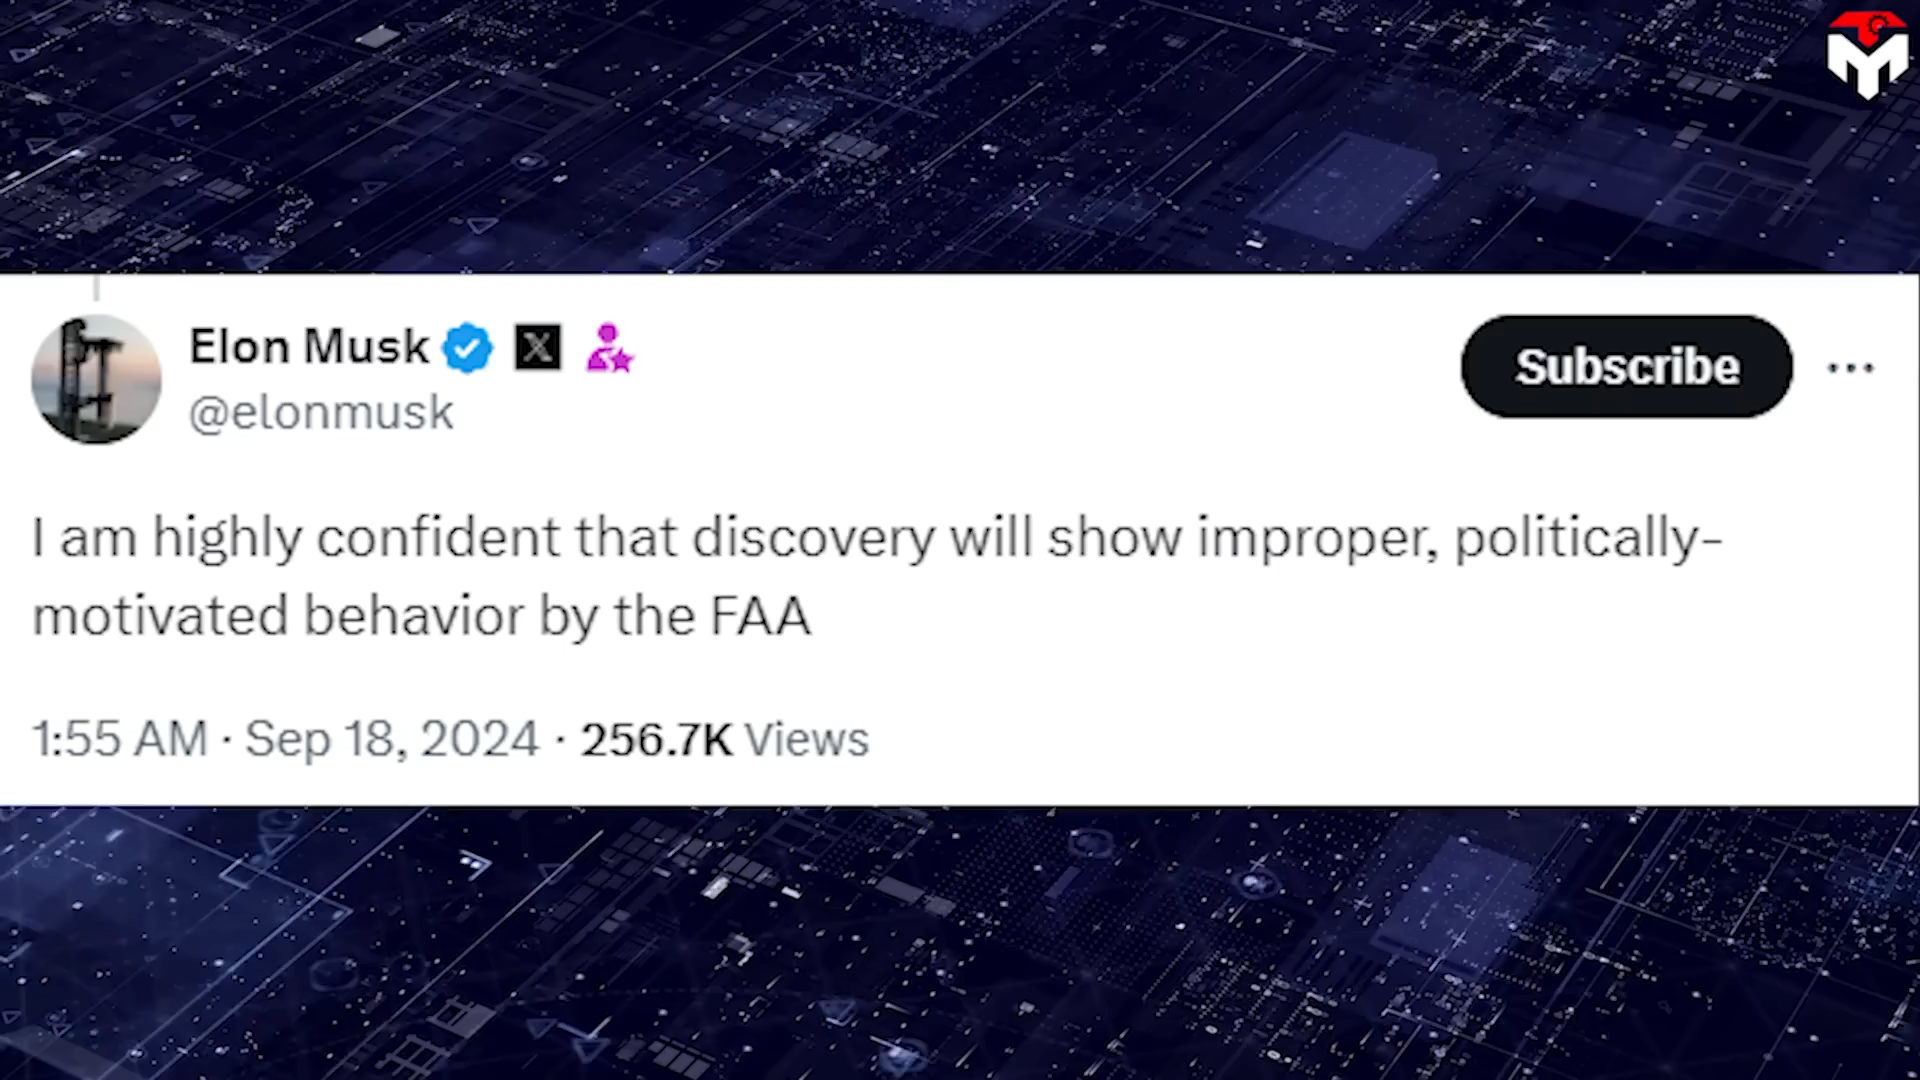 Elon Musk
Subscribe
@elonmusk
I am highly confident that discovery will show improper, politically-
motivated behavior by the FAA
1:55 AM · Sep 18, 2024 · 256.7K Views